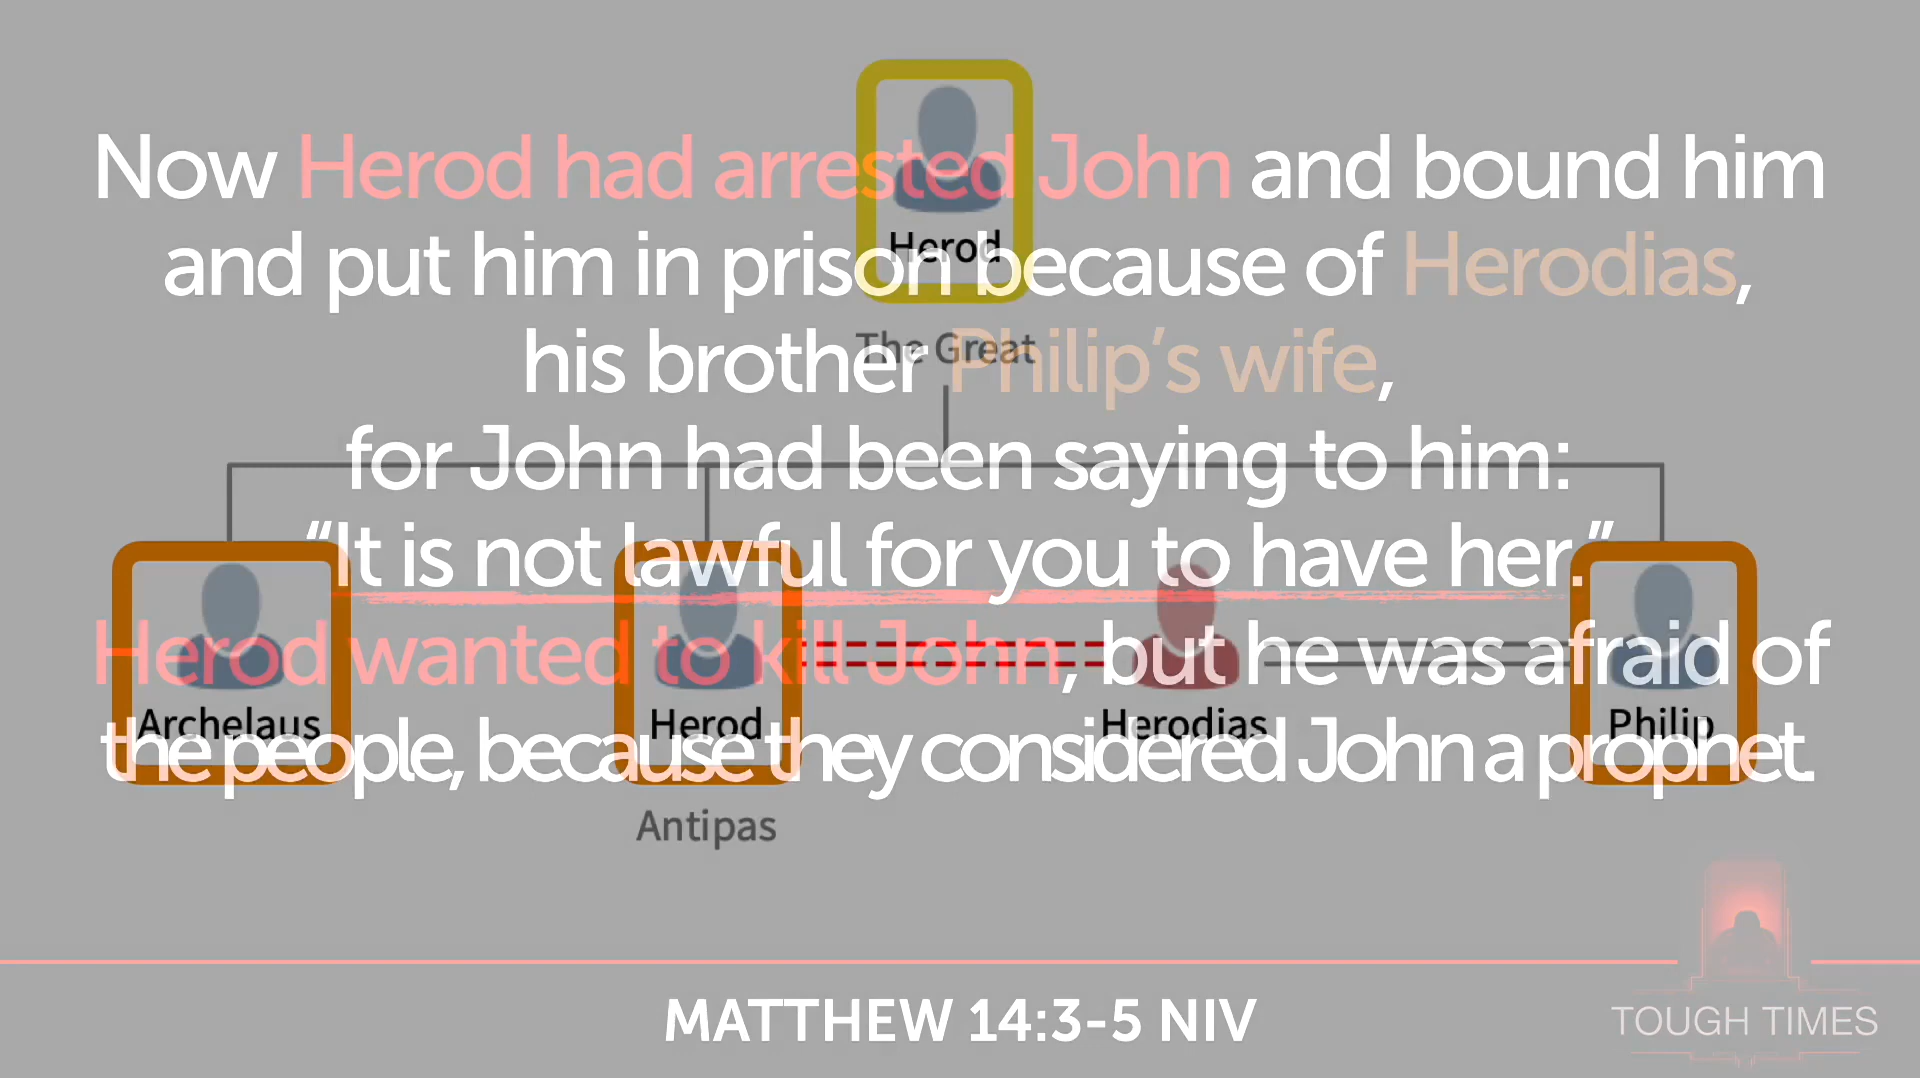 Now Herod had arrested John and bound him
and put him in prison because of Herodias,
his brother Philip’s wife,
for John had been saying to him:
“It is not lawful for you to have her.”
Herod wanted to kill John, but he was afraid of
the people, because they considered John a prophet.
Herod
The Great
Archelaus
Herod
Antipas
Herodias
Philip
MATTHEW 14:3-5 NIV
TOUGH TIMES